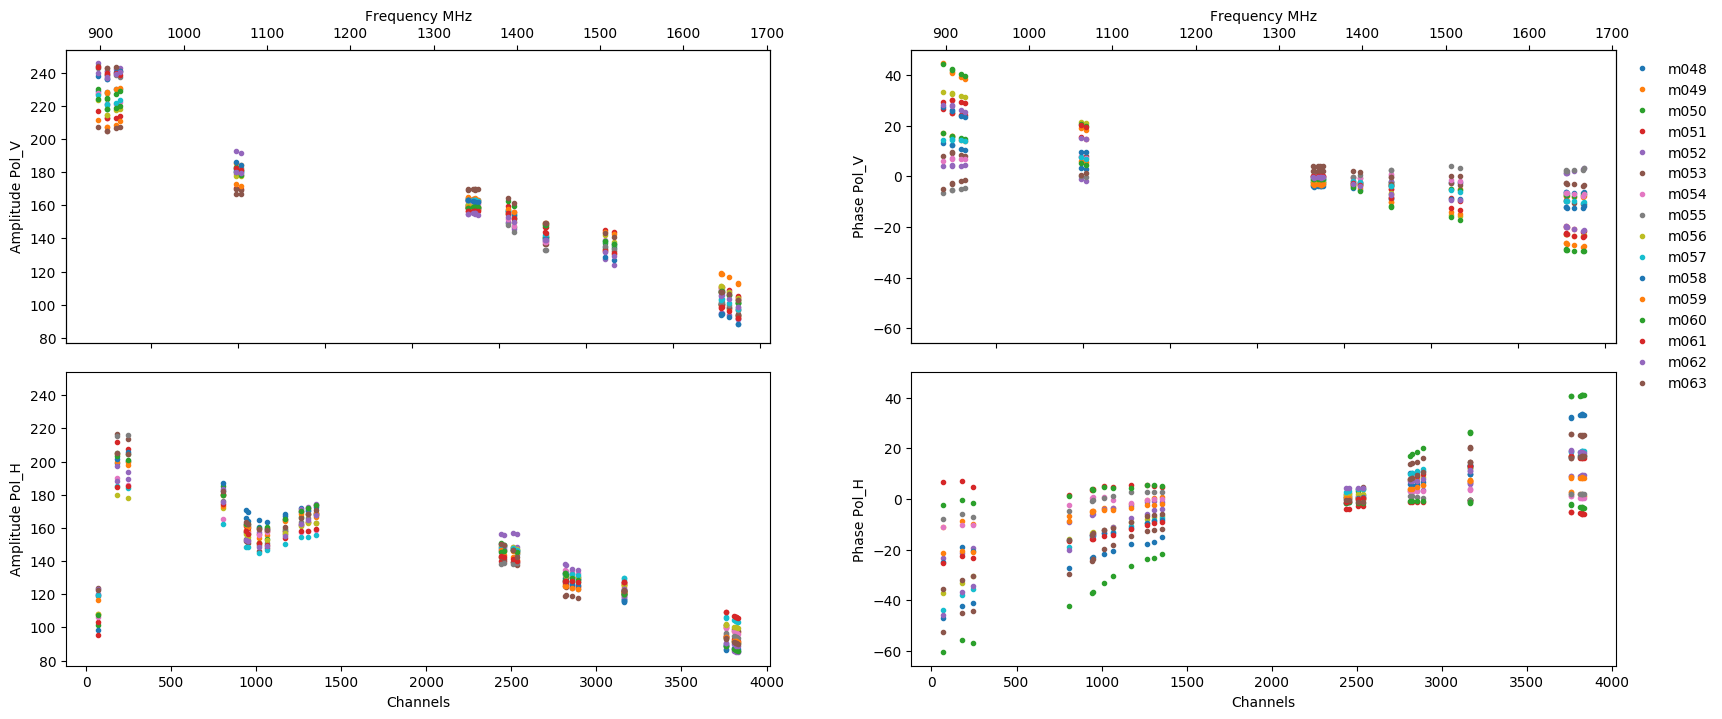 Frequency MHz
Frequency MHz
900 1000 1100 1200 1300 1400 1500 1600 1700
900 1000 1100 1200 1300 1400 1500 1600 1700
240
220
200
180
160
140
120
100
80
Amplitude Pol_V
40
20
0
−20
−40
−60
Phase Pol_V
m048
m049
m050
m051
m052
m053
m054
m055
m056
m057
m058
m059
m060
m061
m062
m063
240
220
200
180
160
140
120
100
80
Amplitude Pol_H
40
20
0
−20
−40
−60
Phase Pol_H
0 500 1000 1500 2000 2500 3000 3500 4000
0 500 1000 1500 2000 2500 3000 3500 4000
Channels
Channels